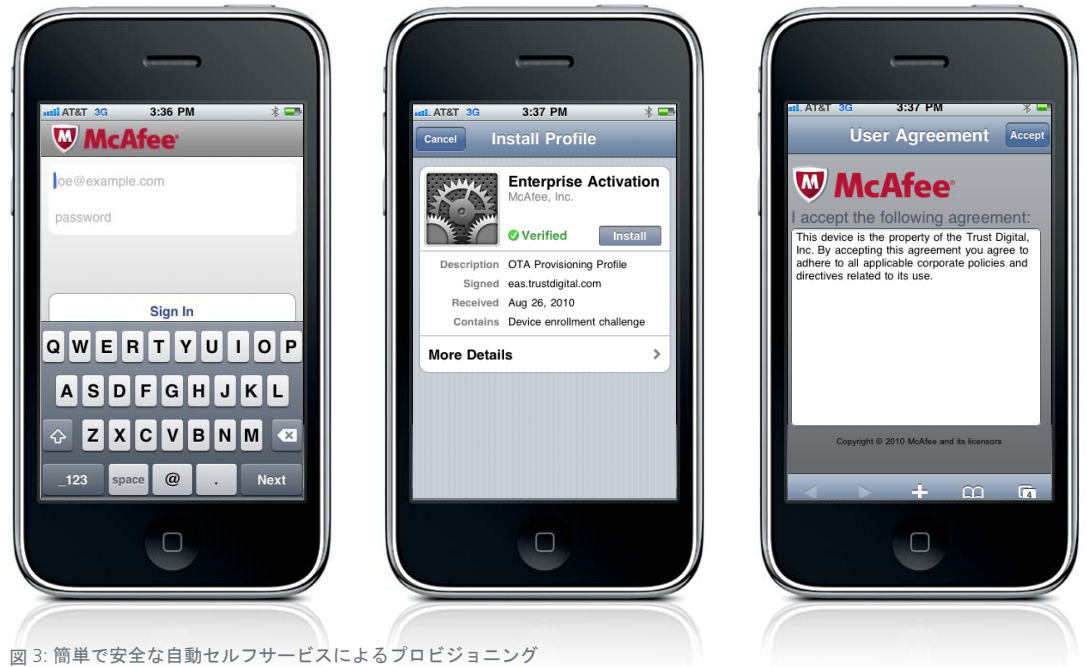 AT&T 3G 3:36 PM
McAfee
joe@example.com
password
Sign In
Q W E R T Y U I O P
A S D F G H J K L
Z X C V B N M
_123 space @ . Next
AT&T 3G 3:37 PM
Cancel Install Profile
Enterprise Activation
McAfee, Inc.
Verified Install
Description OTA Provisioning Profile
Signed eas.trustdigital.com
Received Aug 26, 2010
Contains Device enrollment challenge
More Details
AT&T 3G 3:37 PM
User Agreement Accept
McAfee
I accept the following agreement:
This device is the property of the Trust Digital,
Inc. By accepting this agreement you agree to
adhere to all applicable corporate policies and
directives related to its use.
Copyright © 2010 McAfee and its licensors
4
図 3: 簡単で安全な自動セルフサービスによるプロビジョニング